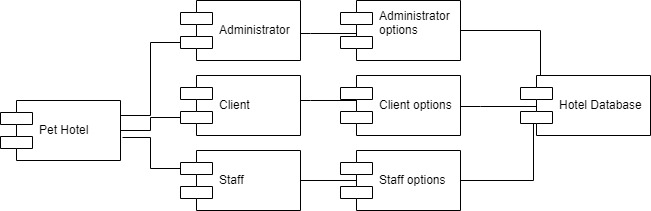 Administrator
Administrator
options
Client
Client options
Hotel Database
Pet Hotel
Staff
Staff options